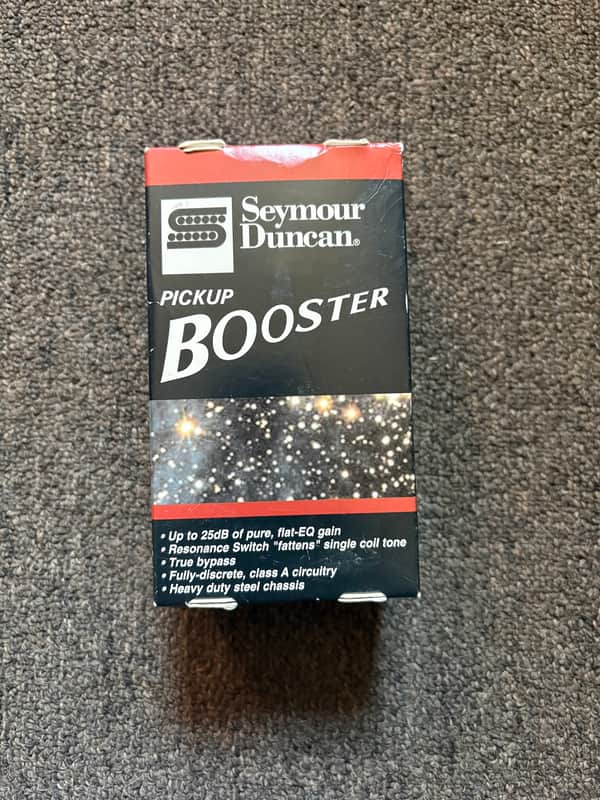 Seymour
Duncan®
PICKUP
BOOSTER
• Up to 25dB of pure, flat-EQ gain
• Resonance Switch "fattens" single coil tone
• True bypass
• Fully-discrete, class A circuitry
• Heavy duty steel chassis